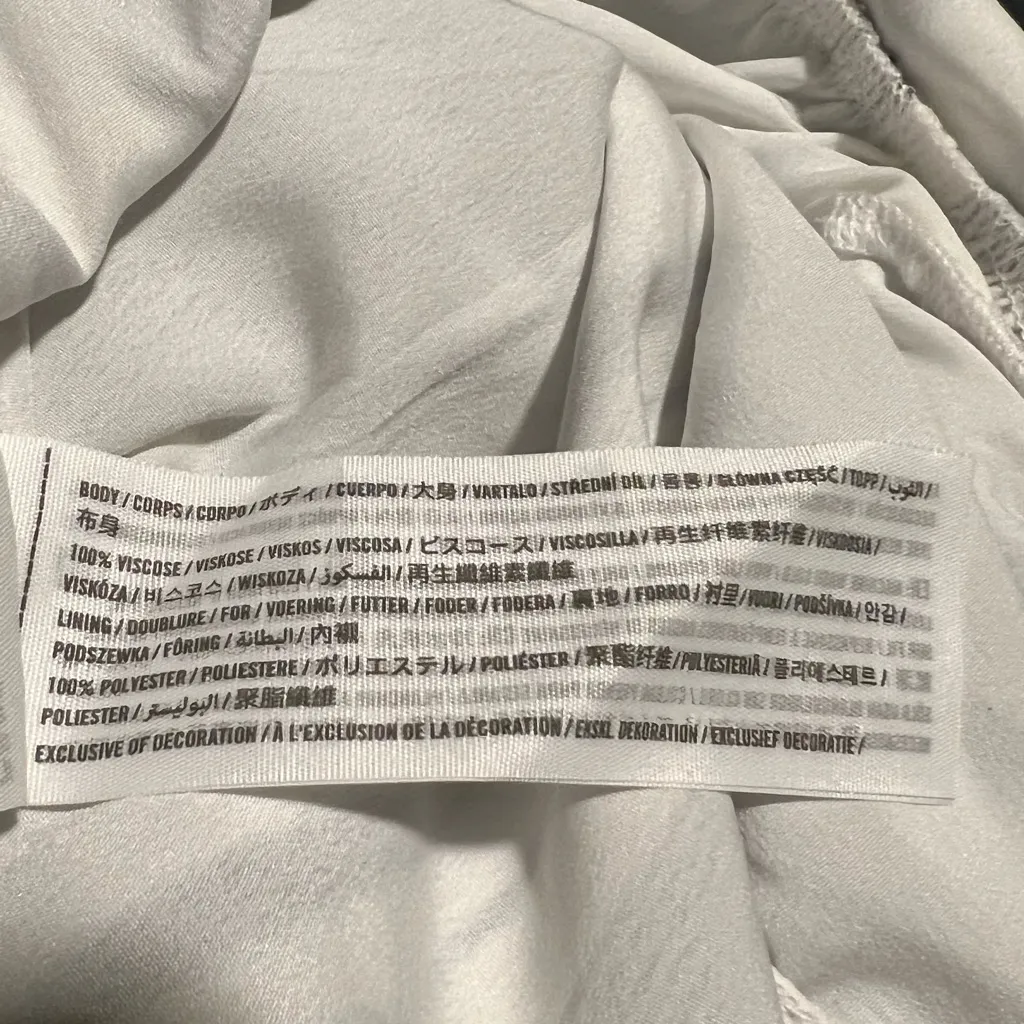 BODY / CORPS / CORPO / ボディ / CUERPO / 大身 / VARTALO / STŘEDNÍ DÍL / 몸통 / GŁÓWNA CZĘŚĆ / TOPP / الثوب /
布身
100% VISCOSE / VISKOSE / VISKOS / VISCOSA / ビスコース / VISCOSILLA / 再生纤维素纤维 / VISKOOSIA /
VISKÓZA / 비스코스 / WISKOZA / الفسكوز / 再生纖維素纖維
LINING / DOUBLURE / FOR / VOERING / FUTTER / FODER / FODERA / 裏地 / FORRO / 衬里 / VUORI / PODŠÍVKA / 안감 /
PODSZEWKA / FÔRING / البطانة / 內襯
100% POLYESTER / POLIESTERE / ポリエステル / POLIÉSTER / 聚酯纤维 / POLYESTERIÄ / 폴리에스테르 /
POLIESTER / البوليستر / 聚脂纖維
EXCLUSIVE OF DECORATION / À L'EXCLUSION DE LA DÉCORATION / EKSKL. DEKORATION / EXCLUSIEF DECORATIE /